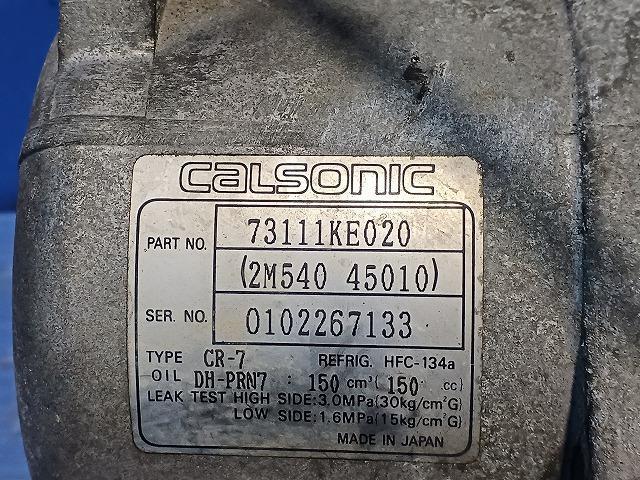 CALSONIC
PART NO. 73111KE020
(2M540 45010)
SER. NO. 0102267133
TYPE CR-7 REFRIG. HFC-134a
OIL DH-PRN7 : 150 cm³( 150 cc)
LEAK TEST HIGH SIDE:3.0MPa(30kg/cm²G)
LOW SIDE:1.6MPa(15kg/cm²G)
MADE IN JAPAN